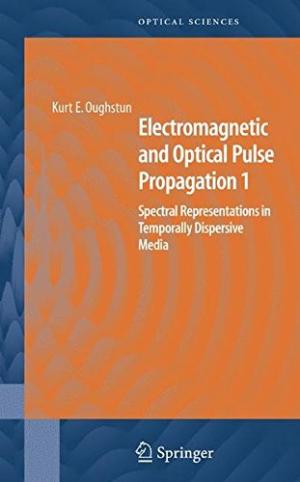 OPTICAL SCIENCES
Kurt E. Oughstun
Electromagnetic
and Optical Pulse
Propagation 1
Spectral Representations in
Temporally Dispersive
Media
Springer